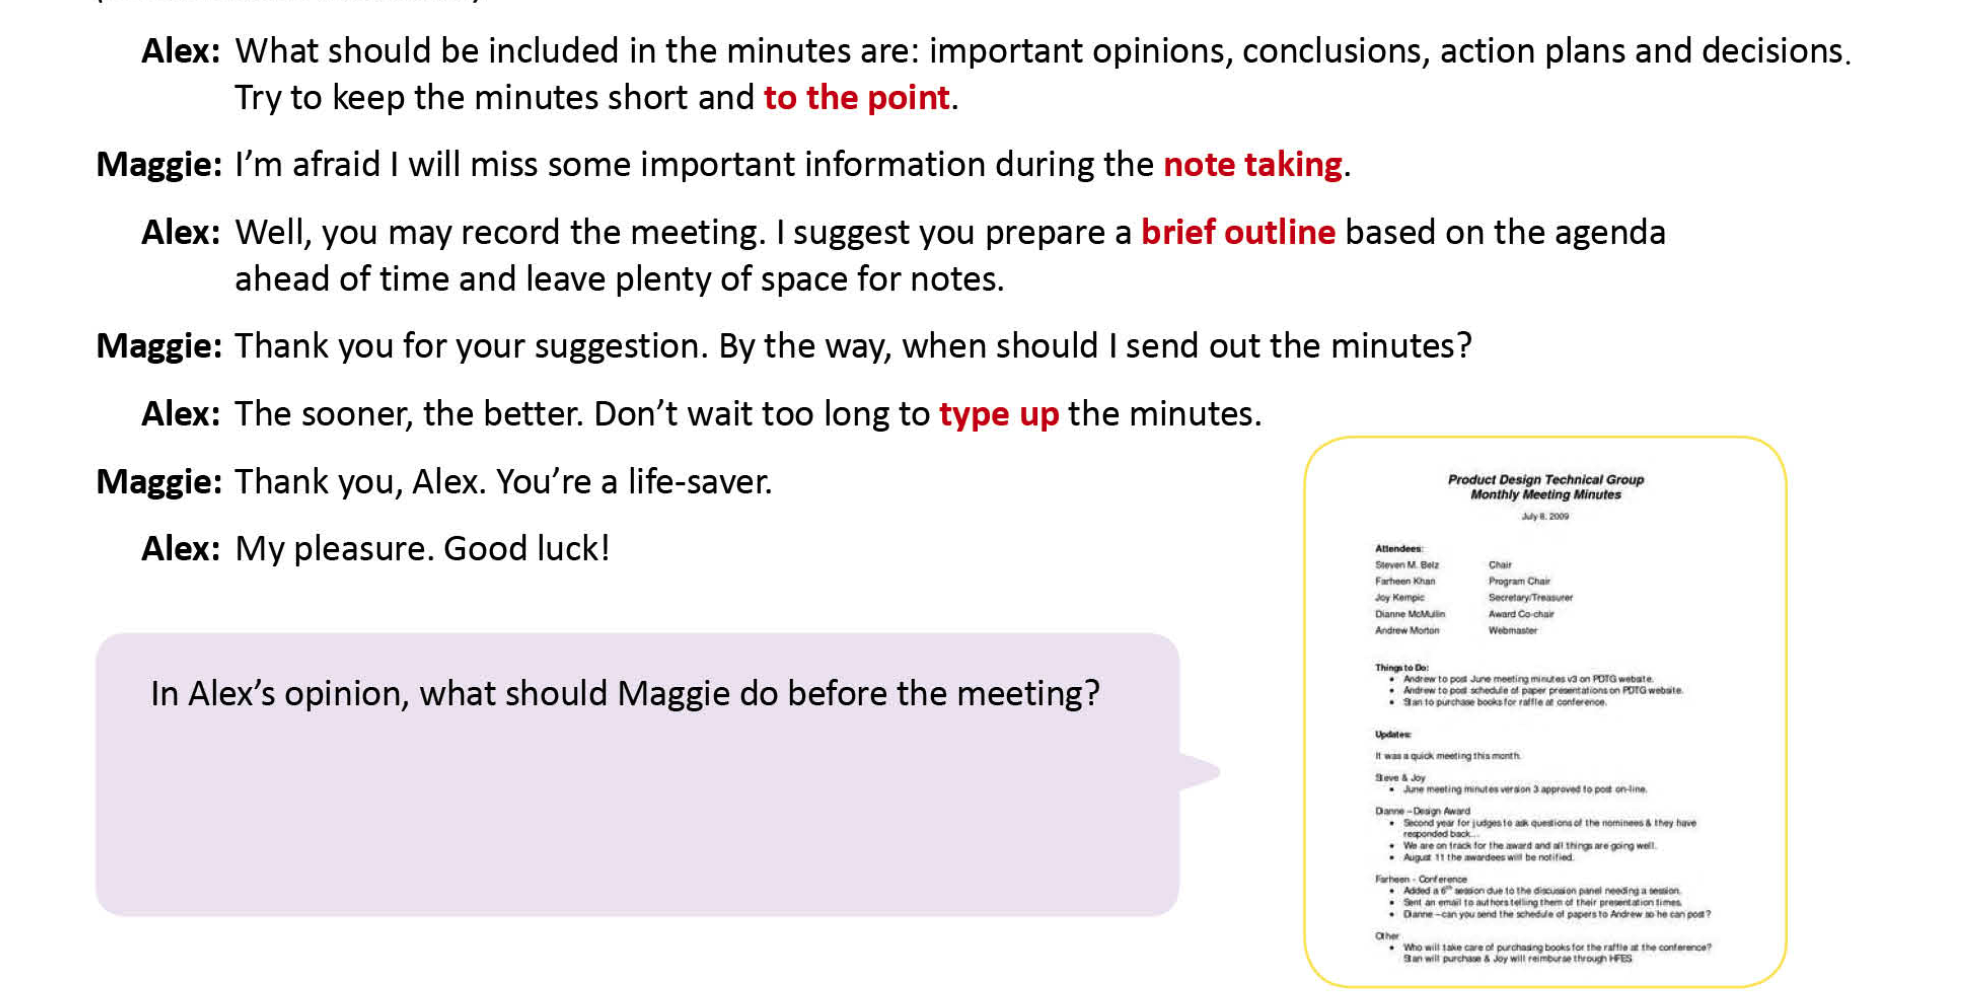 Alex: What should be included in the minutes are: important opinions, conclusions, action plans and decisions.
Try to keep the minutes short and to the point.
Maggie: I’m afraid I will miss some important information during the note taking.
Alex: Well, you may record the meeting. I suggest you prepare a brief outline based on the agenda
ahead of time and leave plenty of space for notes.
Maggie: Thank you for your suggestion. By the way, when should I send out the minutes?
Alex: The sooner, the better. Don’t wait too long to type up the minutes.
Maggie: Thank you, Alex. You’re a life-saver.
Alex: My pleasure. Good luck!
In Alex’s opinion, what should Maggie do before the meeting?
Product Design Technical Group
Monthly Meeting Minutes
July 8, 2009
Attendees:
Steven M. Belz Chair
Farheen Khan Program Chair
Joy Kempic Secretary/Treasurer
Dianne McMullin Award Co-chair
Andrew Morton Webmaster
Things to Do:
• Andrew to post June meeting minutes v3 on PDTG website.
• Andrew to post schedule of paper presentations on PDTG website.
• Stan to purchase books for raffle at conference.
Updates:
It was a quick meeting this month.
Steve & Joy
• June meeting minutes version 3 approved to post on-line.
Dianne – Design Award
• Second year for judges to ask questions of the nominees & they have
responded back...
• We are on track for the award and all things are going well.
• August 11 the awardees will be notified.
Farheen - Conference
• Added a 6th session due to the discussion panel needing a session.
• Sent an email to authors telling them of their presentation times.
• Dianne – can you send the schedule of papers to Andrew so he can post?
Other
• Who will take care of purchasing books for the raffle at the conference?
Stan will purchase & Joy will reimburse through HFES